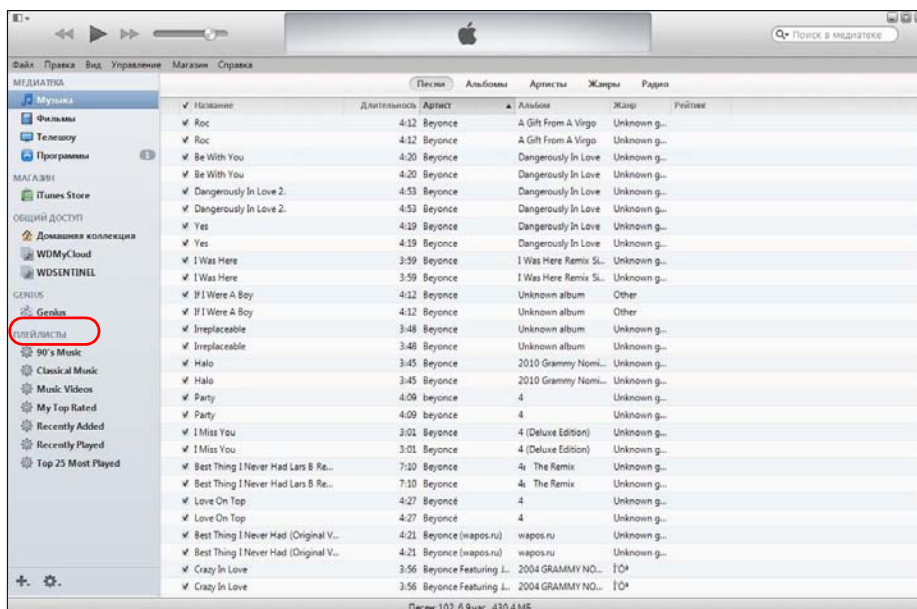 Поиск в медиатеке
Файл Правка Вид Управление Магазин Справка
МЕДИАТЕКА
Музыка
Фильмы
Телешоу
Программы 1
МАГАЗИН
iTunes Store
ОБЩИЙ ДОСТУП
Домашняя коллекция
WDMyCloud
WDSENTINEL
GENIUS
Genius
ПЛЕЙЛИСТЫ
90's Music
Classical Music
Music Videos
My Top Rated
Recently Added
Recently Played
Top 25 Most Played
Песни Альбомы Артисты Жанры Радио
Название Длительнось Артист Альбом Жанр Рейтинг
Roc 4:12 Beyonce A Gift From A Virgo Unknown g...
Roc 4:12 Beyonce A Gift From A Virgo Unknown g...
Be With You 4:20 Beyonce Dangerously In Love Unknown g...
Be With You 4:20 Beyonce Dangerously In Love Unknown g...
Dangerously In Love 2. 4:53 Beyonce Dangerously In Love Unknown g...
Dangerously In Love 2. 4:53 Beyonce Dangerously In Love Unknown g...
Yes 4:19 Beyonce Dangerously In Love Unknown g...
Yes 4:19 Beyonce Dangerously In Love Unknown g...
I Was Here 3:59 Beyonce I Was Here Remix Si... Unknown g...
I Was Here 3:59 Beyonce I Was Here Remix Si... Unknown g...
If I Were A Boy 4:12 Beyonce Unknown album Other
If I Were A Boy 4:12 Beyonce Unknown album Other
Irreplaceable 3:48 Beyonce Unknown album Unknown g...
Irreplaceable 3:48 Beyonce Unknown album Unknown g...
Halo 3:45 Beyonce 2010 Grammy Nomi... Unknown g...
Halo 3:45 Beyonce 2010 Grammy Nomi... Unknown g...
Party 4:09 beyonce 4 Unknown g...
Party 4:09 beyonce 4 Unknown g...
I Miss You 3:01 Beyonce 4 (Deluxe Edition) Unknown g...
I Miss You 3:01 Beyonce 4 (Deluxe Edition) Unknown g...
Best Thing I Never Had Lars B Re... 7:10 Beyonce 4: The Remix Unknown g...
Best Thing I Never Had Lars B Re... 7:10 Beyonce 4: The Remix Unknown g...
Love On Top 4:27 Beyoncé 4 Unknown g...
Love On Top 4:27 Beyoncé 4 Unknown g...
Best Thing I Never Had (Original V... 4:21 Beyonce (wapos.ru) wapos.ru Unknown g...
Best Thing I Never Had (Original V... 4:21 Beyonce (wapos.ru) wapos.ru Unknown g...
Crazy In Love 3:56 Beyonce Featuring J... 2004 GRAMMY NO...
Crazy In Love 3:56 Beyonce Featuring J... 2004 GRAMMY NO...
Песен: 102, 6,9 час., 430,4 МБ